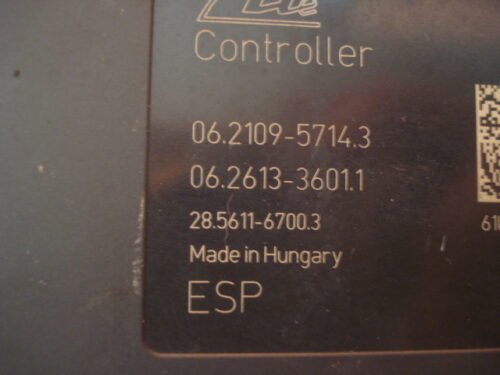 Controller
06.2109-5714.3
06.2613-3601.1
28.5611-6700.3
Made in Hungary
ESP